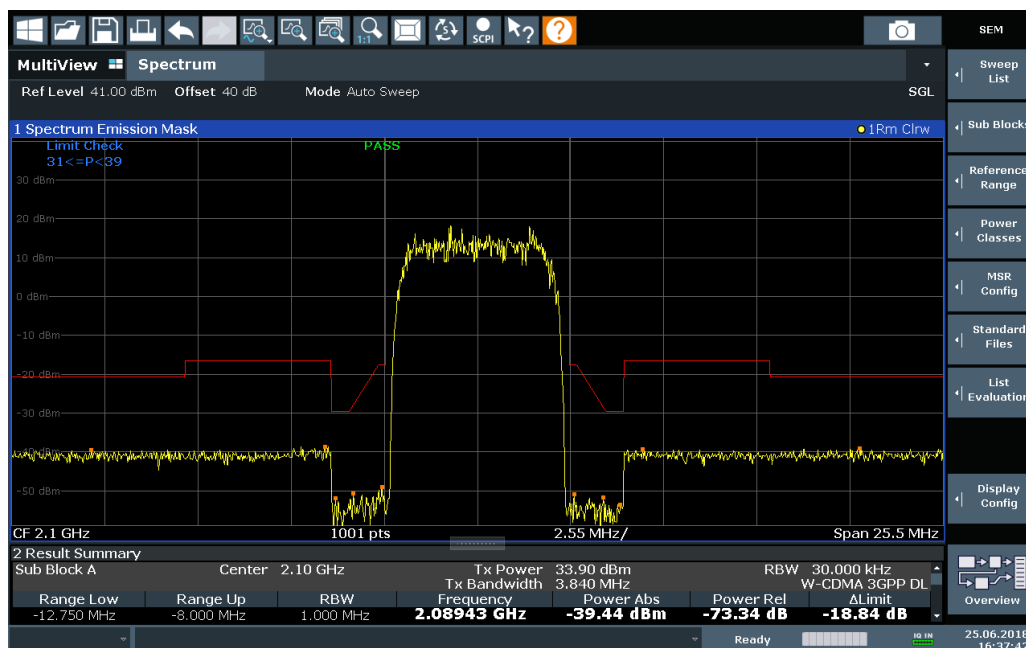 1:1
SCPI
SEM
MultiView Spectrum
Sweep
List
Ref Level 41.00 dBm Offset 40 dB Mode Auto Sweep SGL
1 Spectrum Emission Mask 1Rm Clrw
Sub Blocks
Limit Check PASS
31<=P<39
30 dBm
Reference
Range
20 dBm
Power
Classes
10 dBm
MSR
Config
0 dBm
-10 dBm
Standard
Files
-20 dBm
List
Evaluation
-30 dBm
-50 dBm
Display
Config
CF 2.1 GHz 1001 pts 2.55 MHz/ Span 25.5 MHz
2 Result Summary
Sub Block A Center 2.10 GHz Tx Power 33.90 dBm RBW 30.000 kHz
Tx Bandwidth 3.840 MHz W-CDMA 3GPP DL
Range Low Range Up RBW Frequency Power Abs Power Rel ΔLimit
-12.750 MHz -8.000 MHz 1.000 MHz 2.08943 GHz -39.44 dBm -73.34 dB -18.84 dB
Overview
Ready IQ IN 25.06.2018
16:37:42